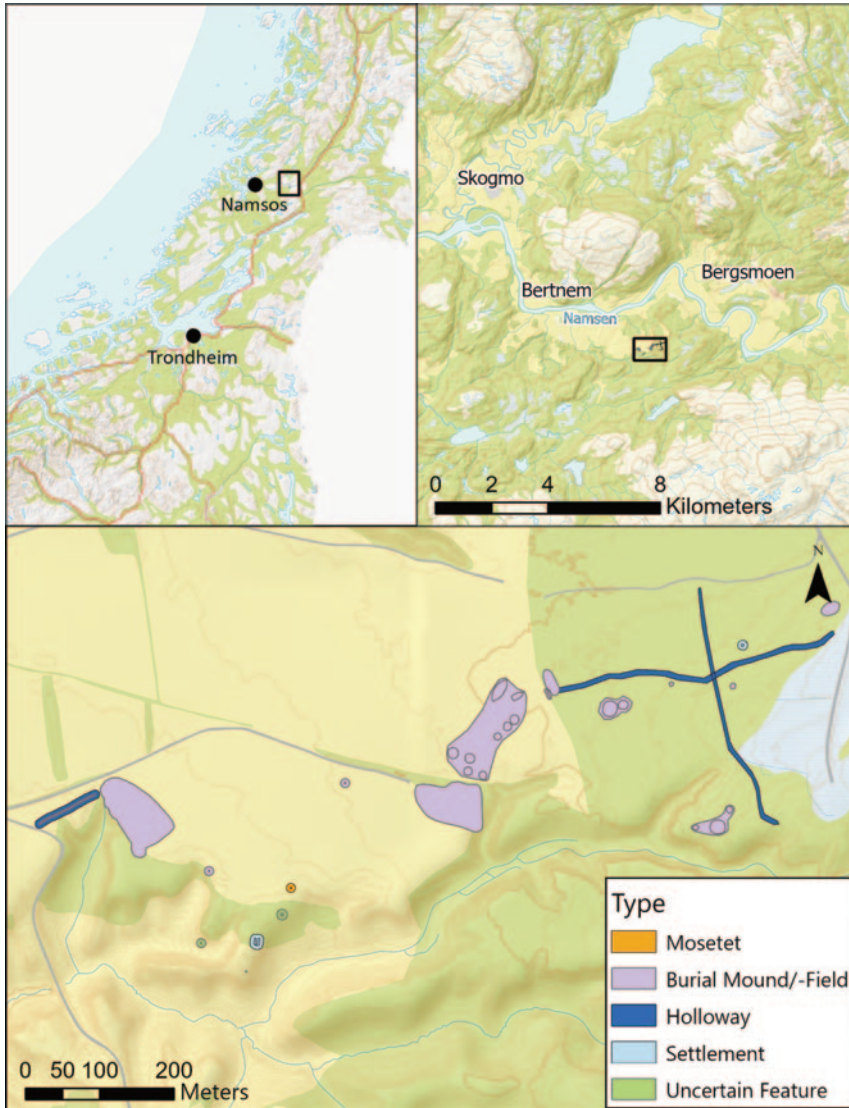 Namsos
Trondheim
Skogmo
Bertnem
Bergsmoen
Namsen
0 2 4 8
Kilometers
N
Type
Mosetet
Burial Mound/-Field
Holloway
Settlement
Uncertain Feature
0 50 100 200
Meters